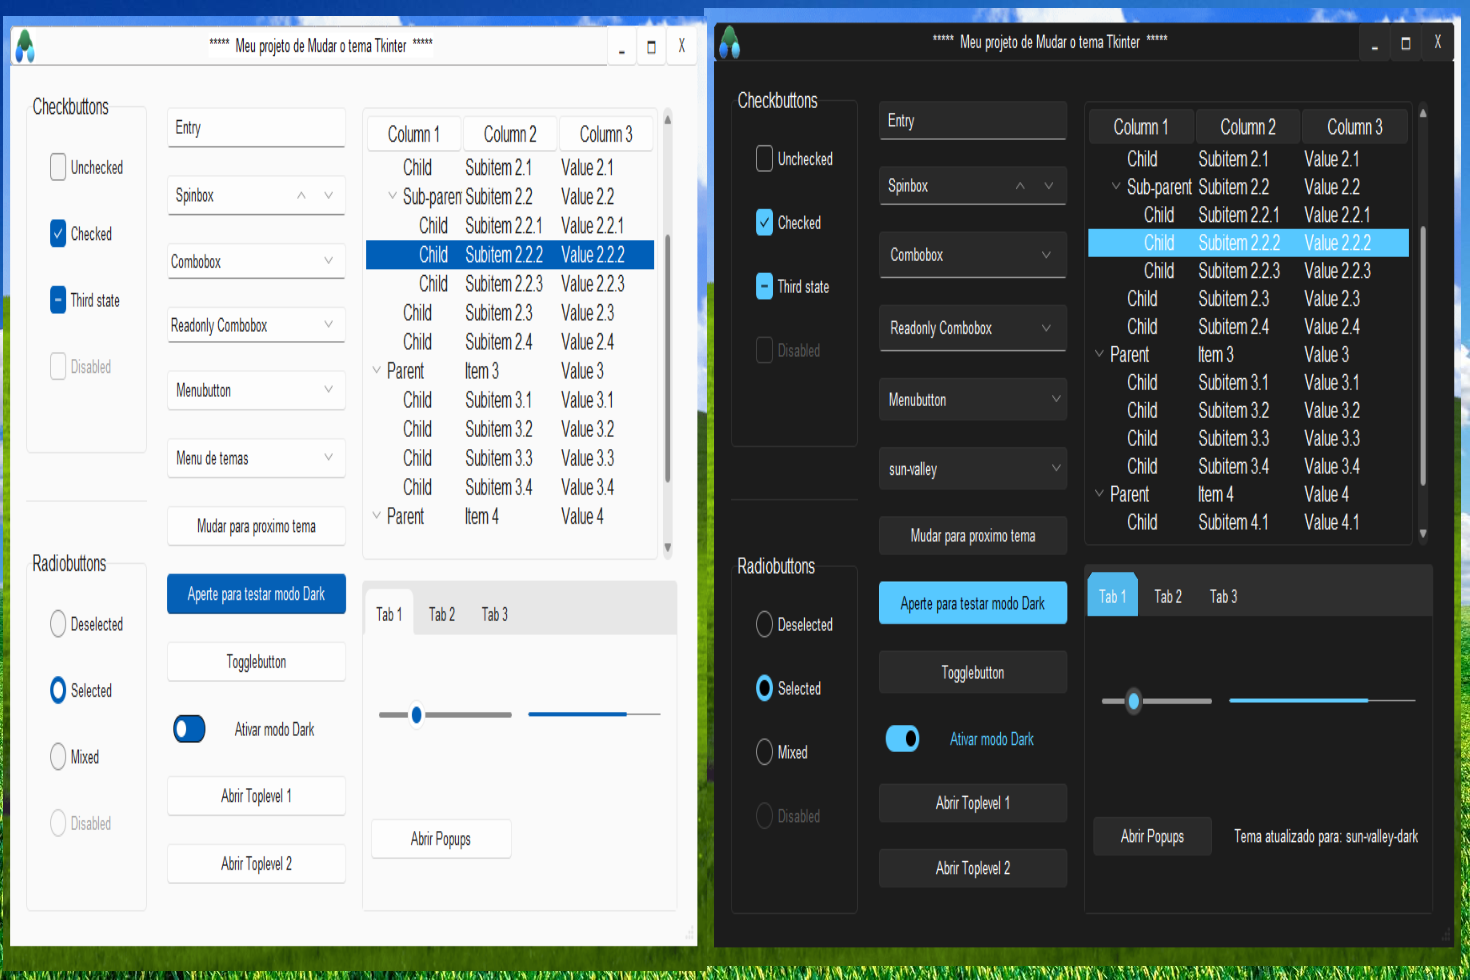 ***** Meu projeto de Mudar o tema Tkinter *****
X
Checkbuttons
Unchecked
Checked
Third state
Disabled
Radiobuttons
Deselected
Selected
Mixed
Disabled
Entry
Spinbox
Combobox
Readonly Combobox
Menubutton
Menu de temas
Mudar para proximo tema
Aperte para testar modo Dark
Togglebutton
Ativar modo Dark
Abrir Toplevel 1
Abrir Toplevel 2
Column 1 Column 2 Column 3
Child Subitem 2.1 Value 2.1
Sub-paren Subitem 2.2 Value 2.2
Child Subitem 2.2.1 Value 2.2.1
Child Subitem 2.2.2 Value 2.2.2
Child Subitem 2.2.3 Value 2.2.3
Child Subitem 2.3 Value 2.3
Child Subitem 2.4 Value 2.4
Parent Item 3 Value 3
Child Subitem 3.1 Value 3.1
Child Subitem 3.2 Value 3.2
Child Subitem 3.3 Value 3.3
Child Subitem 3.4 Value 3.4
Parent Item 4 Value 4
Tab 1 Tab 2 Tab 3
Abrir Popups
***** Meu projeto de Mudar o tema Tkinter *****
X
Checkbuttons
Unchecked
Checked
Third state
Disabled
Radiobuttons
Deselected
Selected
Mixed
Disabled
Entry
Spinbox
Combobox
Readonly Combobox
Menubutton
sun-valley
Mudar para proximo tema
Aperte para testar modo Dark
Togglebutton
Ativar modo Dark
Abrir Toplevel 1
Abrir Toplevel 2
Column 1 Column 2 Column 3
Child Subitem 2.1 Value 2.1
Sub-parent Subitem 2.2 Value 2.2
Child Subitem 2.2.1 Value 2.2.1
Child Subitem 2.2.2 Value 2.2.2
Child Subitem 2.2.3 Value 2.2.3
Child Subitem 2.3 Value 2.3
Child Subitem 2.4 Value 2.4
Parent Item 3 Value 3
Child Subitem 3.1 Value 3.1
Child Subitem 3.2 Value 3.2
Child Subitem 3.3 Value 3.3
Child Subitem 3.4 Value 3.4
Parent Item 4 Value 4
Child Subitem 4.1 Value 4.1
Tab 1 Tab 2 Tab 3
Abrir Popups Tema atualizado para: sun-valley-dark